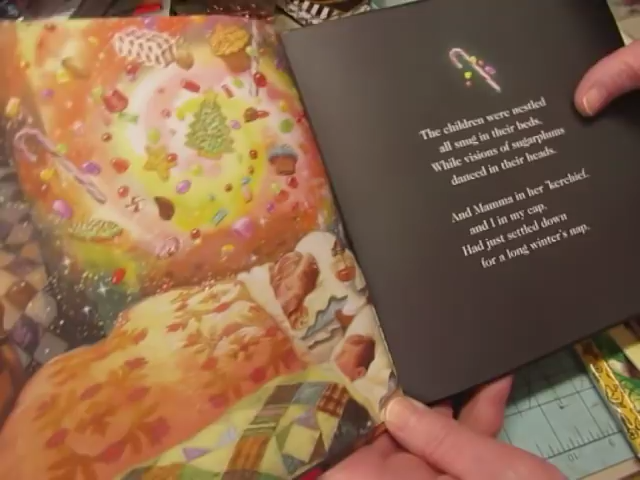 The children were nestled
all snug in their beds,
While visions of sugarplums
danced in their heads.
And Mamma in her 'kerchief,
and I in my cap,
Had just settled down
for a long winter's nap.